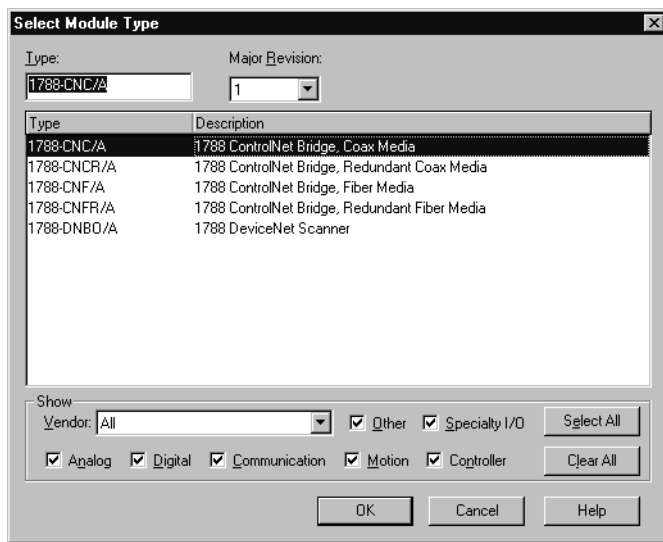 Select Module Type
Type: Major Revision:
1788-CNC/A 1
Type Description
1788-CNC/A 1788 ControlNet Bridge, Coax Media
1788-CNCR/A 1788 ControlNet Bridge, Redundant Coax Media
1788-CNF/A 1788 ControlNet Bridge, Fiber Media
1788-CNFR/A 1788 ControlNet Bridge, Redundant Fiber Media
1788-DNBO/A 1788 DeviceNet Scanner
Show
Vendor: All Other Specialty I/O Select All
Analog Digital Communication Motion Controller Clear All
OK Cancel Help